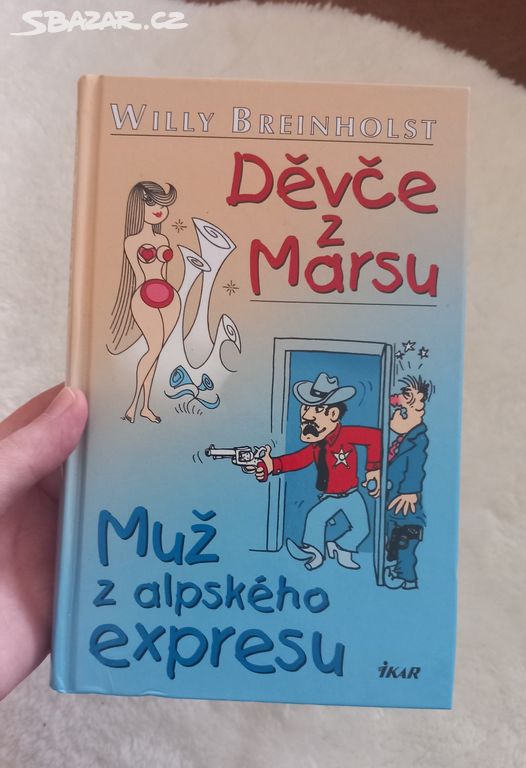 SBAZAR.CZ
WILLY BREINHOLST
Děvče
z
Marsu
Muž
z alpského
expresu
IKAR